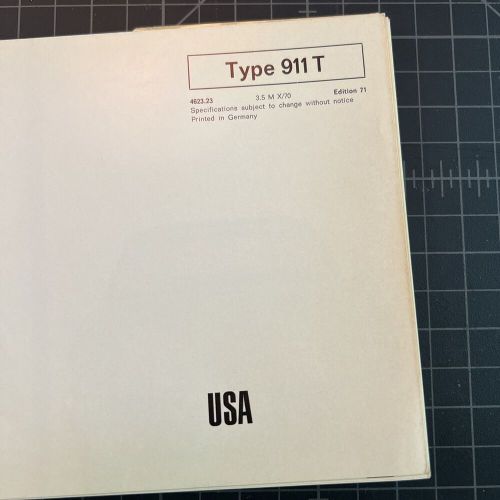 Type 911 T
4623.23 3.5 M X/70 Edition 71
Specifications subject to change without notice
Printed in Germany
USA